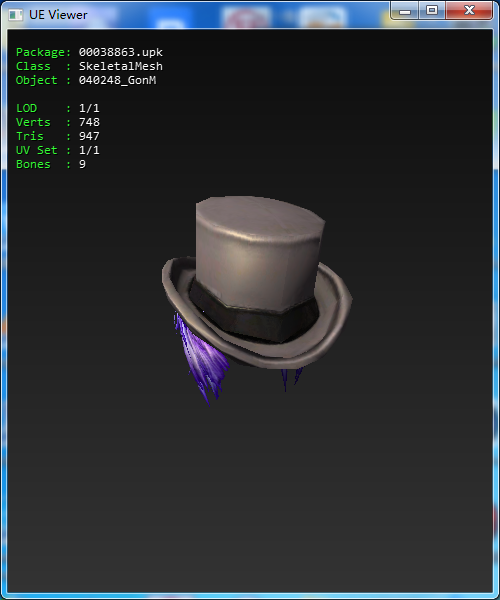 UE Viewer
Package: 00038863.upk
Class : SkeletalMesh
Object : 040248_GonM
LOD : 1/1
Verts : 748
Tris : 947
UV Set : 1/1
Bones : 9